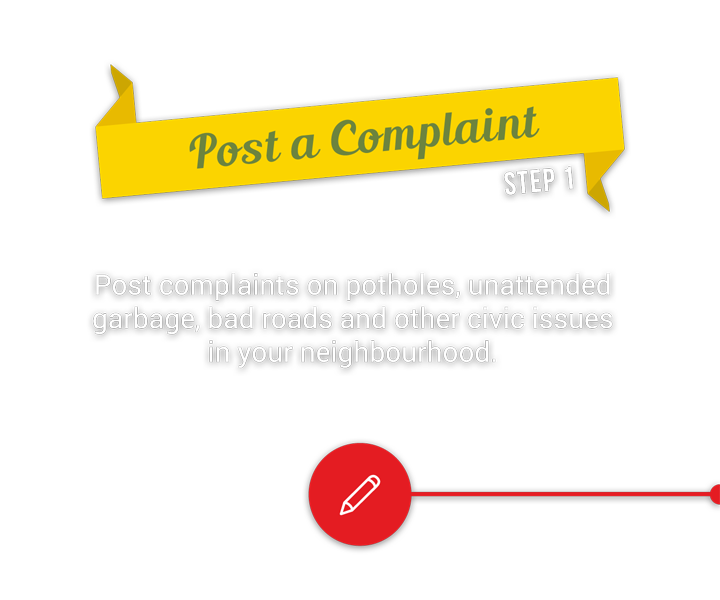 Post a Complaint
STEP 1
Post complaints on potholes, unattended
garbage, bad roads and other civic issues
in your neighbourhood.